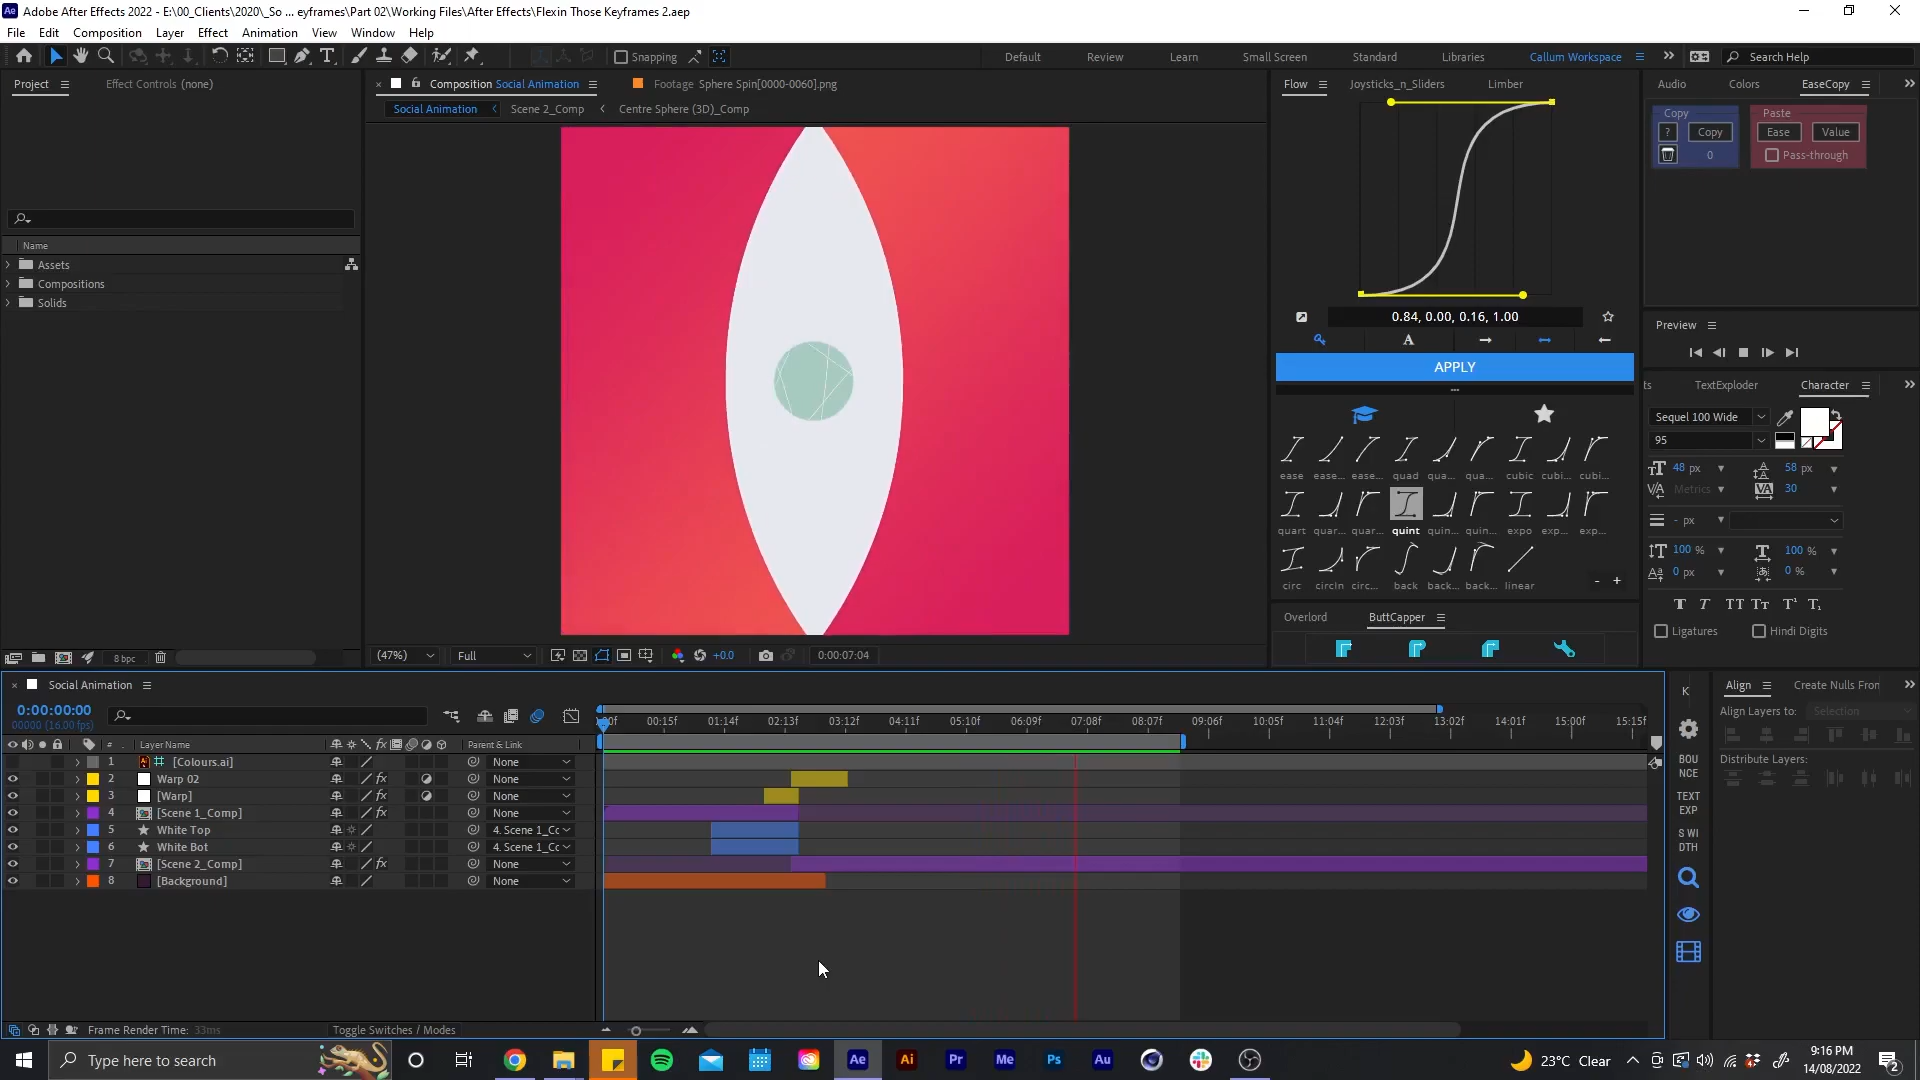 Adobe After Effects 2022 - E:\00_Clients\2020\_So ... eyframes\Part 02\Working Files\After Effects\Flexin Those Keyframes 2.aep
File Edit Composition Layer Effect Animation View Window Help
Snapping Default Review Learn Small Screen Standard Libraries Callum Workspace Search Help
Project Effect Controls (none)
Composition Social Animation Footage Sphere Spin[0000-0060].png
Flow Joysticks_n_Sliders Limber
Audio Colors EaseCopy
Social Animation Scene 2_Comp Centre Sphere (3D)_Comp
Copy Paste
? Copy Ease Value
0 Pass-through
Name
Assets
Compositions
Solids
0.84, 0.00, 0.16, 1.00
A
APPLY
Preview
TextExploder Character
Sequel 100 Wide
95
48 px 58 px
Metrics 30
- px
100 % 100 %
0 px 0 %
Ligatures Hindi Digits
ease ease... ease... quad qua... qua... cubic cubi... cubi...
quart quar... quar... quint quin... quin... expo exp... exp...
circ circIn circ... back back... back... linear
- +
Overlord ButtCapper
8 bpc
(47%) Full +0.0 0:00:07:04
Social Animation
0:00:00:00
00000 (16.00 fps)
00:15f 01:14f 02:13f 03:12f 04:11f 05:10f 06:09f 07:08f 08:07f 09:06f 10:05f 11:04f 12:03f 13:02f 14:01f 15:00f 15:15f
# Layer Name fx Parent & Link
1 [Colours.ai] None
2 Warp 02 fx None
3 [Warp] fx None
4 [Scene 1_Comp] fx None
5 White Top 4. Scene 1_Cc
6 White Bot 4. Scene 1_Cc
7 [Scene 2_Comp] fx None
8 [Background] None
Frame Render Time: 33ms Toggle Switches / Modes
K
BOU
NCE
TEXT
EXP
S WI
DTH
Align Create Nulls Fron
Align Layers to: Selection
Distribute Layers:
Type here to search
Ae Ai Pr Me Ps Au
23°C Clear
9:16 PM
14/08/2022
2